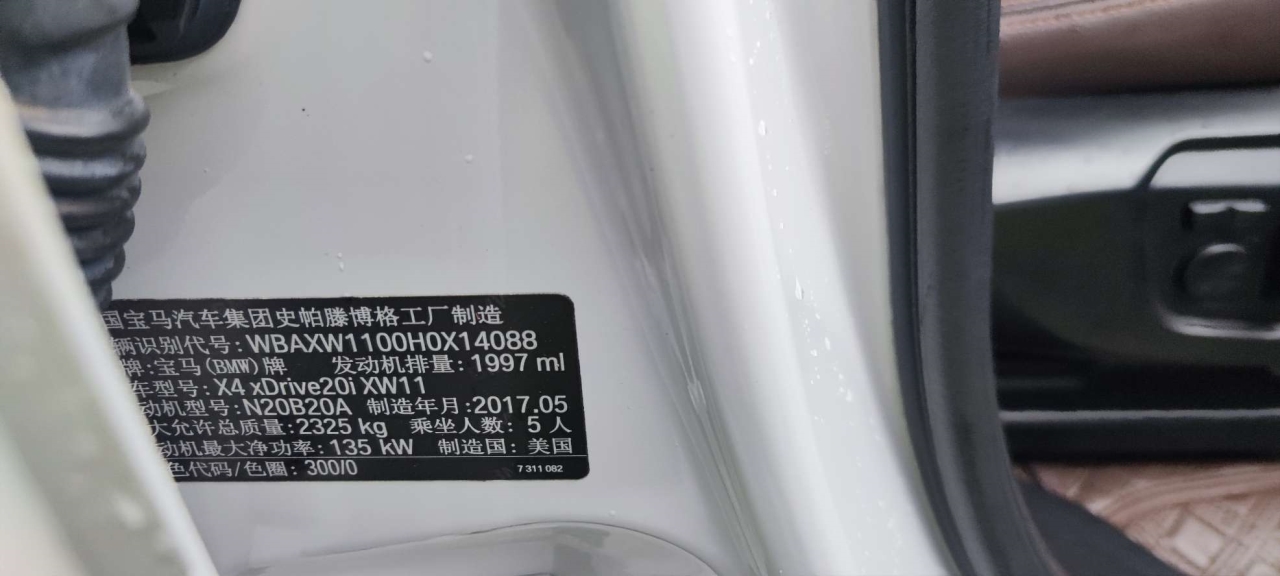 国宝马汽车集团史帕滕博格工厂制造
辆识别代号: WBAXW1100H0X14088
牌: 宝马(BMW)牌 发动机排量: 1997 ml
车型号: X4 xDrive20i XW11
动机型号: N20B20A 制造年月: 2017.05
大允许总质量: 2325 kg 乘坐人数: 5 人
动机最大净功率: 135 kW 制造国: 美国
色代码/色圈: 300/0 7 311 082